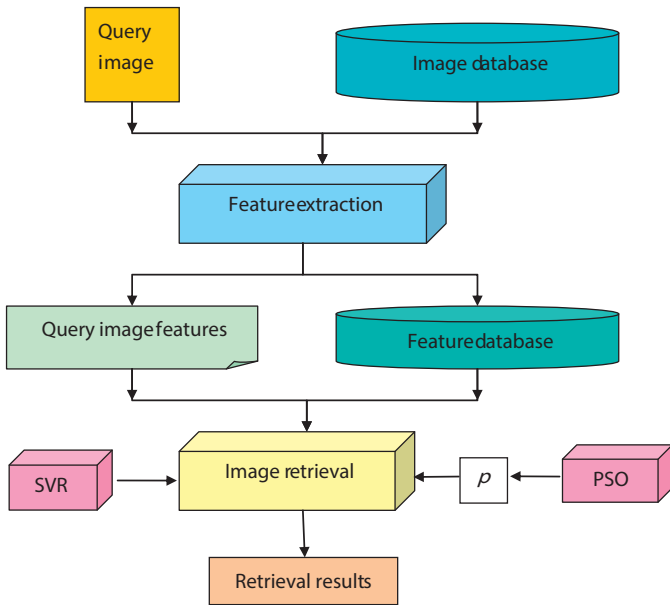 Query
image
Image database
Feature extraction
Query image features
Feature database
Image retrieval
SVR
p
PSO
Retrieval results